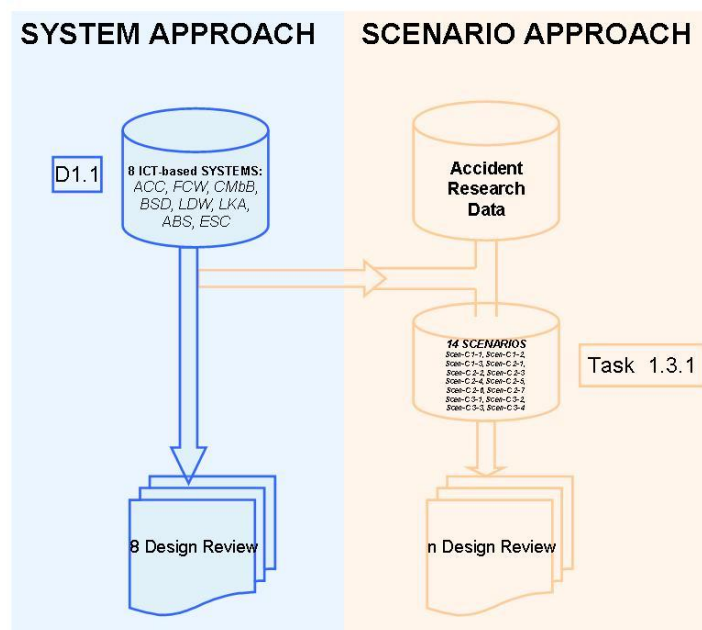 SYSTEM APPROACH
SCENARIO APPROACH
D1.1
8 ICT-based SYSTEMS:
ACC, FCW, CMbB,
BSD, LDW, LKA,
ABS, ESC
Accident
Research
Data
14 SCENARIOS
Scen-C1-1, Scen-C1-2,
Scen-C1-3, Scen-C2-1,
Scen-C2-2, Scen-C2-3
Scen-C2-4, Scen-C2-5,
Scen-C2-6, Scen-C2-7
Scen-C3-1, Scen-C3-2,
Scen-C3-3, Scen-C3-4
Task 1.3.1
8 Design Review
n Design Review